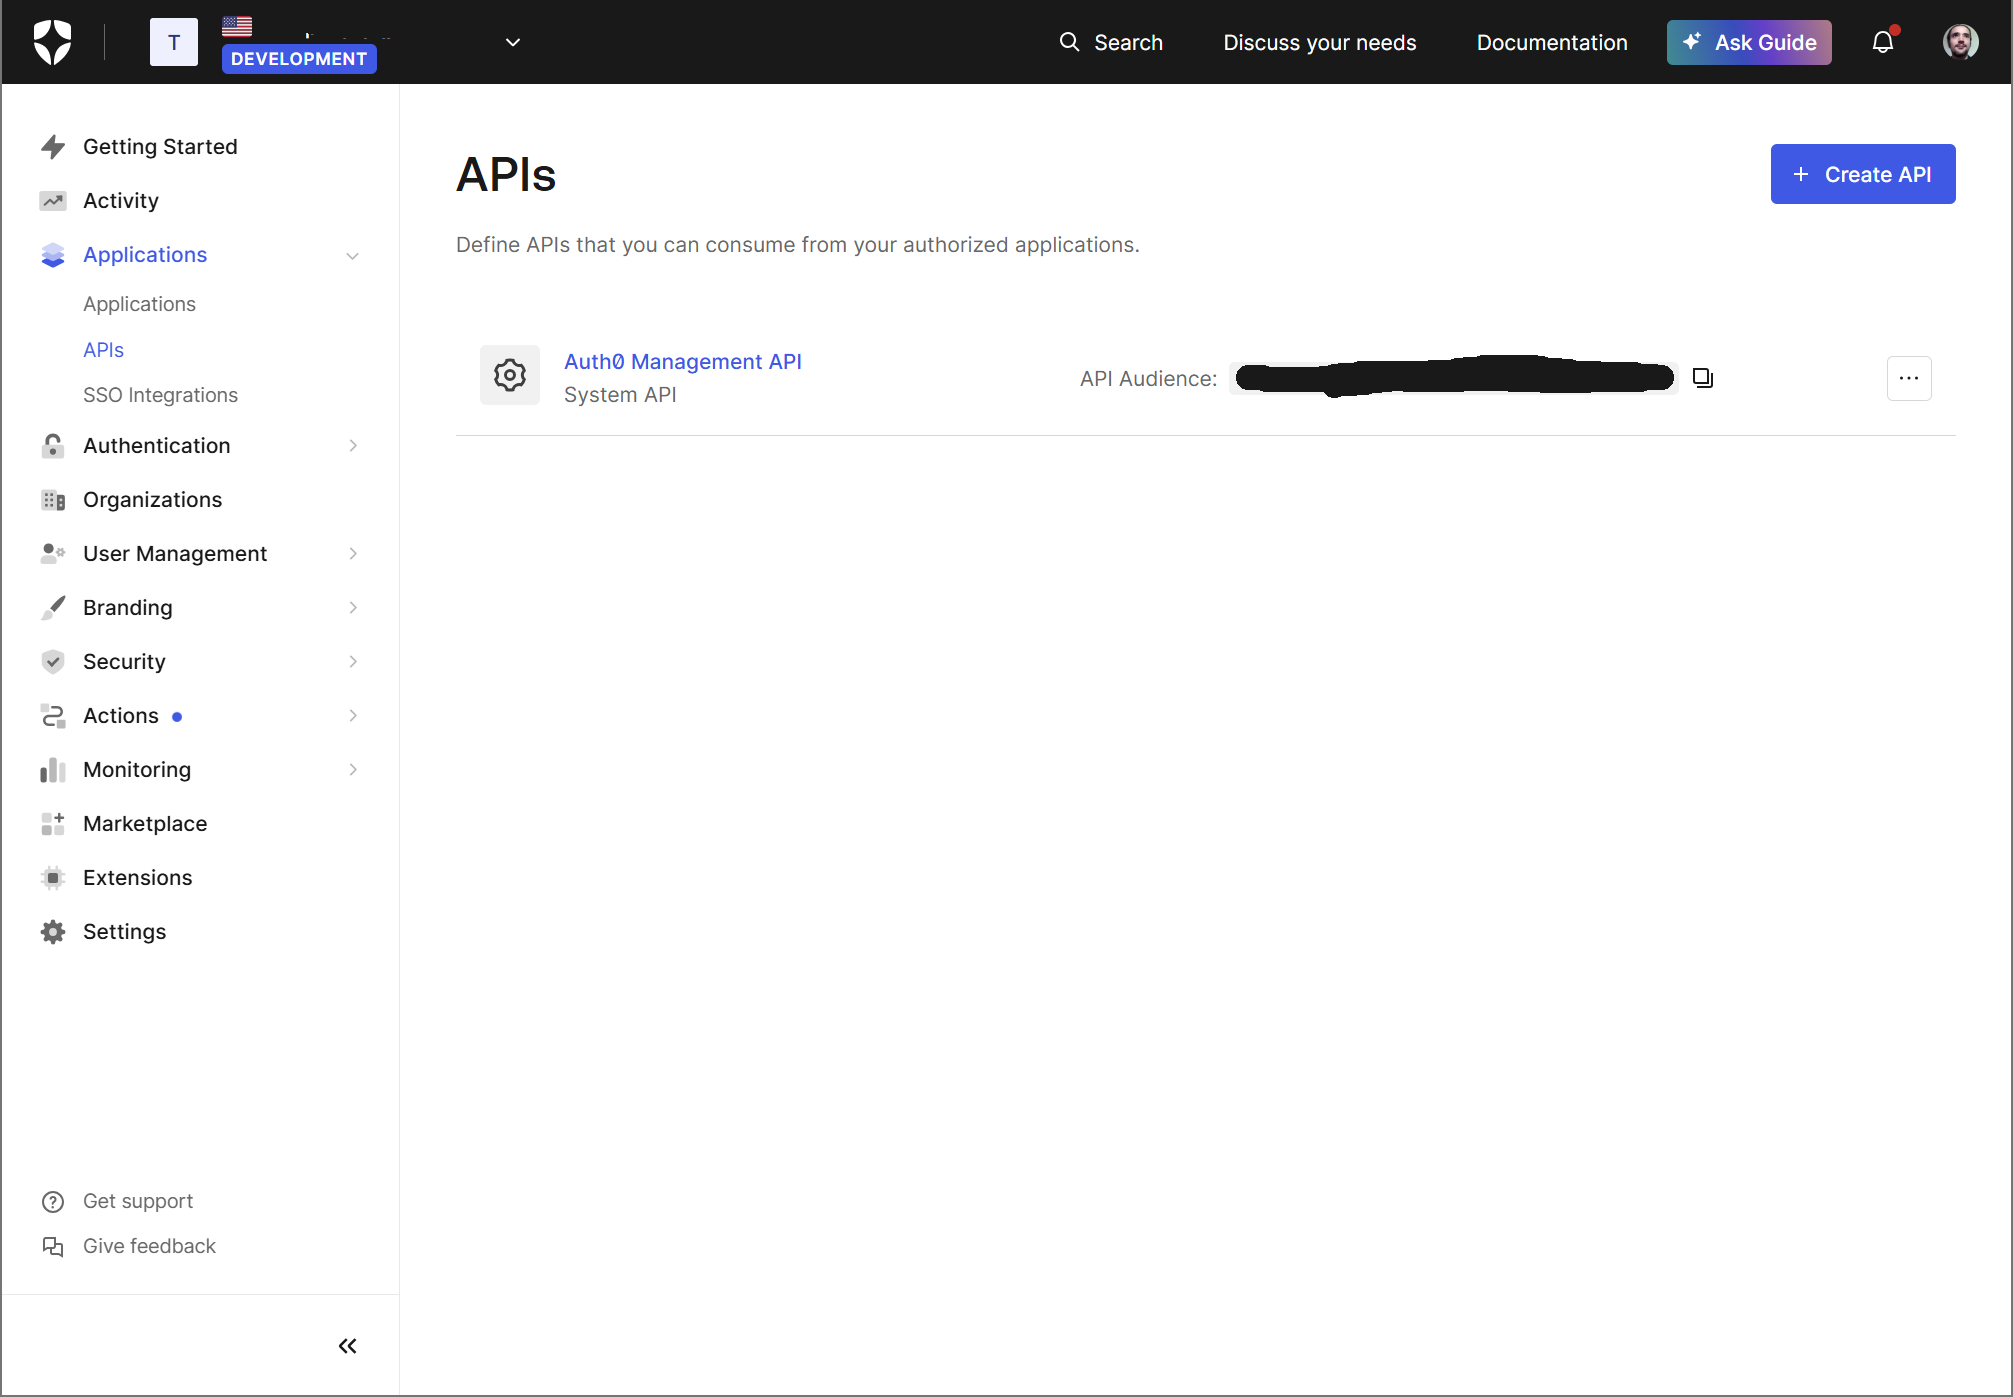 T
DEVELOPMENT
Search
Discuss your needs
Documentation
Ask Guide
Getting Started
Activity
Applications
Applications
APIs
SSO Integrations
Authentication
Organizations
User Management
Branding
Security
Actions
Monitoring
Marketplace
Extensions
Settings
Get support
Give feedback
APIs
+ Create API
Define APIs that you can consume from your authorized applications.
Auth0 Management API
System API
API Audience: